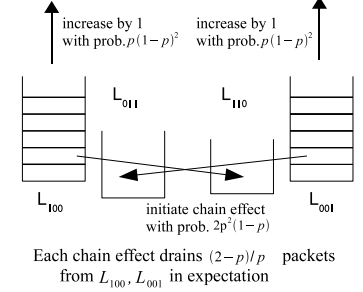 increase by 1
with prob. p(1−p)²
increase by 1
with prob. p(1−p)²
L₀₁₁
L₁₁₀
L₁₀₀
L₀₀₁
initiate chain effect
with prob. 2p²(1−p)
Each chain effect drains (2−p)/p packets
from L₁₀₀, L₀₀₁ in expectation